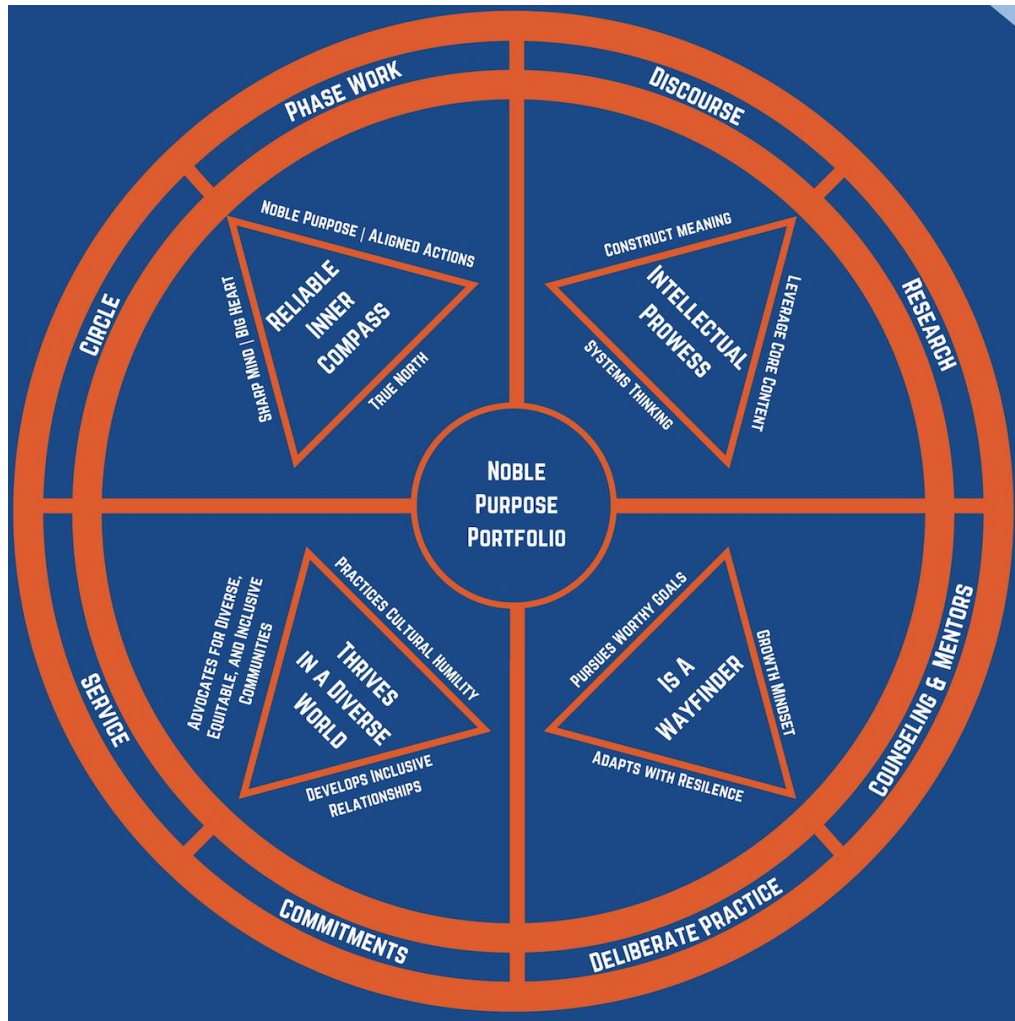 Phase Work
Discourse
Circle
Research
Noble Purpose | Aligned Actions
Sharp Mind | Big Heart
True North
Reliable
Inner
Compass
Construct meaning
Leverage Core Content
Systems Thinking
Intellectual
Prowess
Noble
Purpose
Portfolio
Advocates for Diverse,
Equitable, and Inclusive
Communities
Practices Cultural Humility
Develops Inclusive
Relationships
Thrives
in a Diverse
World
Pursues Worthy Goals
Growth Mindset
Adapts with Resilence
Is a
Wayfinder
Service
Counseling & Mentors
Commitments
Deliberate Practice